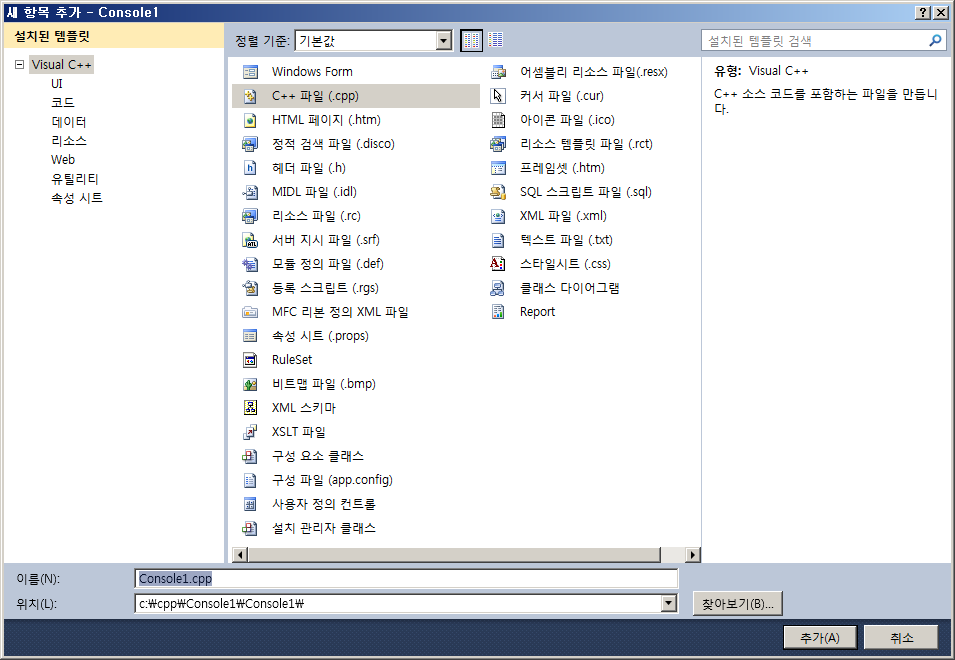 새 항목 추가 - Console1
설치된 템플릿
Visual C++
UI
코드
데이터
리소스
Web
유틸리티
속성 시트
정렬 기준: 기본값
Windows Form
C++ 파일 (.cpp)
HTML 페이지 (.htm)
정적 검색 파일 (.disco)
헤더 파일 (.h)
MIDL 파일 (.idl)
리소스 파일 (.rc)
서버 지시 파일 (.srf)
모듈 정의 파일 (.def)
등록 스크립트 (.rgs)
MFC 리본 정의 XML 파일
속성 시트 (.props)
RuleSet
비트맵 파일 (.bmp)
XML 스키마
XSLT 파일
구성 요소 클래스
구성 파일 (app.config)
사용자 정의 컨트롤
설치 관리자 클래스
어셈블리 리소스 파일(.resx)
커서 파일 (.cur)
아이콘 파일 (.ico)
리소스 템플릿 파일 (.rct)
프레임셋 (.htm)
SQL 스크립트 파일 (.sql)
XML 파일 (.xml)
텍스트 파일 (.txt)
스타일시트 (.css)
클래스 다이어그램
Report
설치된 템플릿 검색
유형: Visual C++
C++ 소스 코드를 포함하는 파일을 만듭니
다.
이름(N): Console1.cpp
위치(L): c:₩cpp₩Console1₩Console1₩
찾아보기(B)...
추가(A) 취소